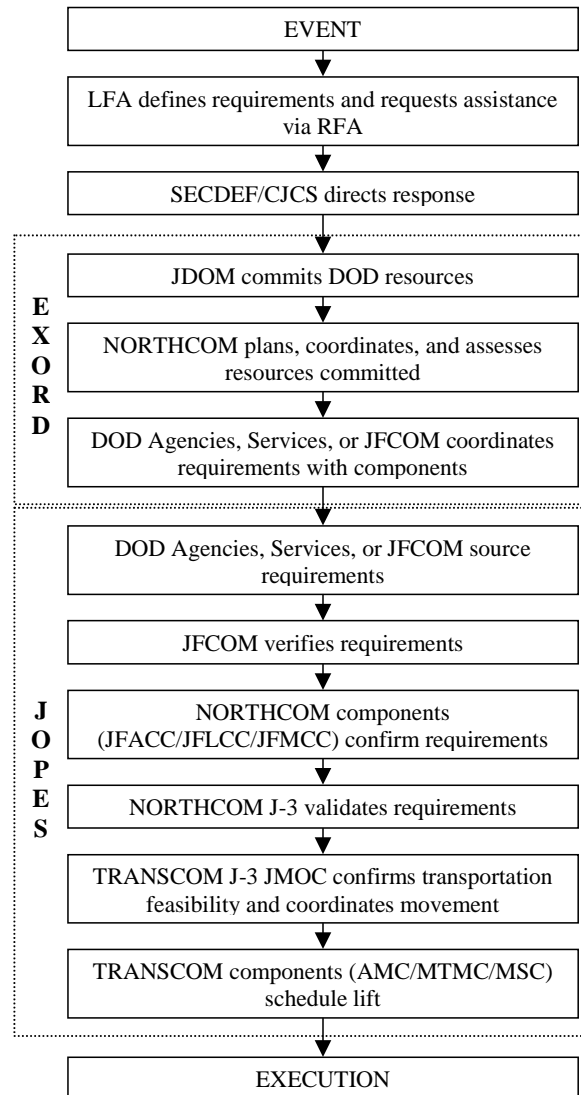 EVENT
LFA defines requirements and requests assistance
via RFA
SECDEF/CJCS directs response
EXORD
JDOM commits DOD resources
NORTHCOM plans, coordinates, and assesses
resources committed
DOD Agencies, Services, or JFCOM coordinates
requirements with components
JOPES
DOD Agencies, Services, or JFCOM source
requirements
JFCOM verifies requirements
NORTHCOM components
(JFACC/JFLCC/JFMCC) confirm requirements
NORTHCOM J-3 validates requirements
TRANSCOM J-3 JMOC confirms transportation
feasibility and coordinates movement
TRANSCOM components (AMC/MTMC/MSC)
schedule lift
EXECUTION